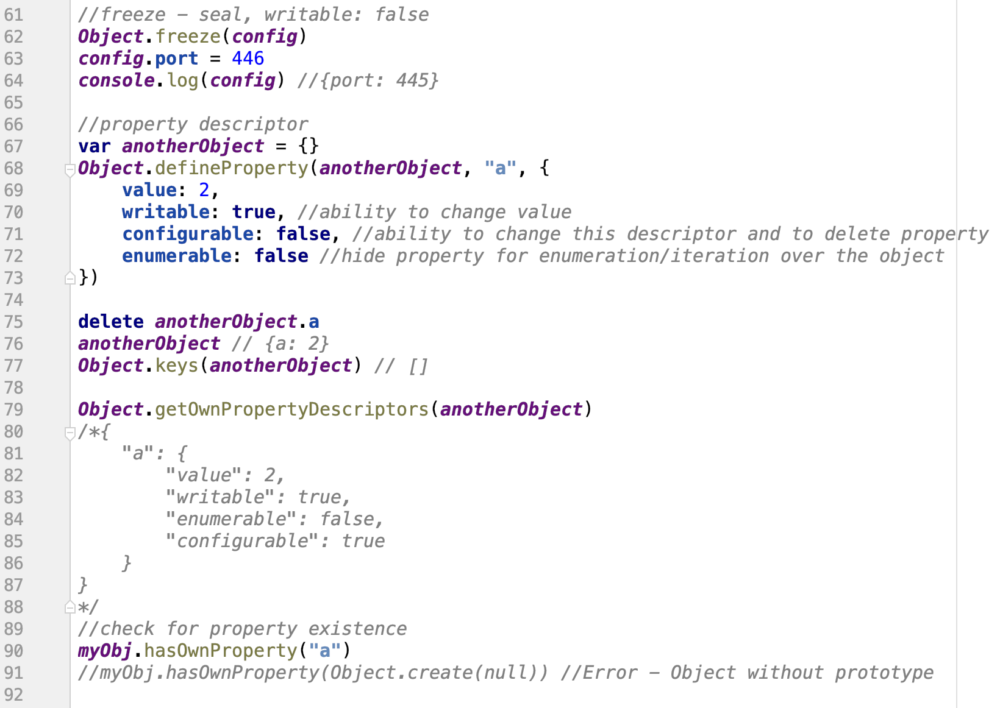 61 //freeze – seal, writable: false
62 Object.freeze(config)
63 config.port = 446
64 console.log(config) //{port: 445}
65
66 //property descriptor
67 var anotherObject = {}
68 Object.defineProperty(anotherObject, "a", {
69     value: 2,
70     writable: true, //ability to change value
71     configurable: false, //ability to change this descriptor and to delete property
72     enumerable: false //hide property for enumeration/iteration over the object
73 })
74
75 delete anotherObject.a
76 anotherObject // {a: 2}
77 Object.keys(anotherObject) // []
78
79 Object.getOwnPropertyDescriptors(anotherObject)
80 /*{
81     "a": {
82         "value": 2,
83         "writable": true,
84         "enumerable": false,
85         "configurable": true
86     }
87 }
88 */
89 //check for property existence
90 myObj.hasOwnProperty("a")
91 //myObj.hasOwnProperty(Object.create(null)) //Error – Object without prototype
92